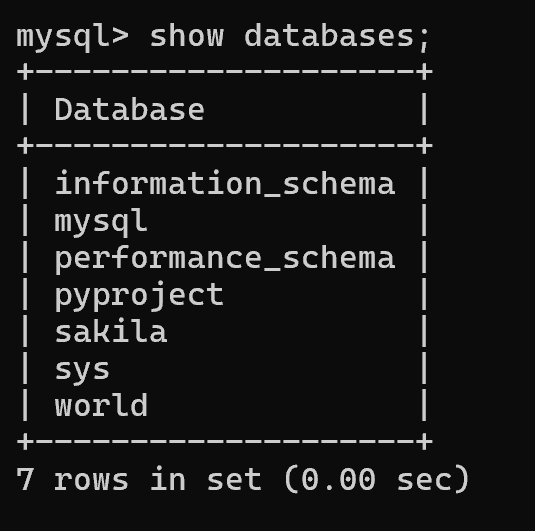 mysql> show databases;
+--------------------+
| Database           |
+--------------------+
| information_schema |
| mysql              |
| performance_schema |
| pyproject          |
| sakila             |
| sys                |
| world              |
+--------------------+
7 rows in set (0.00 sec)